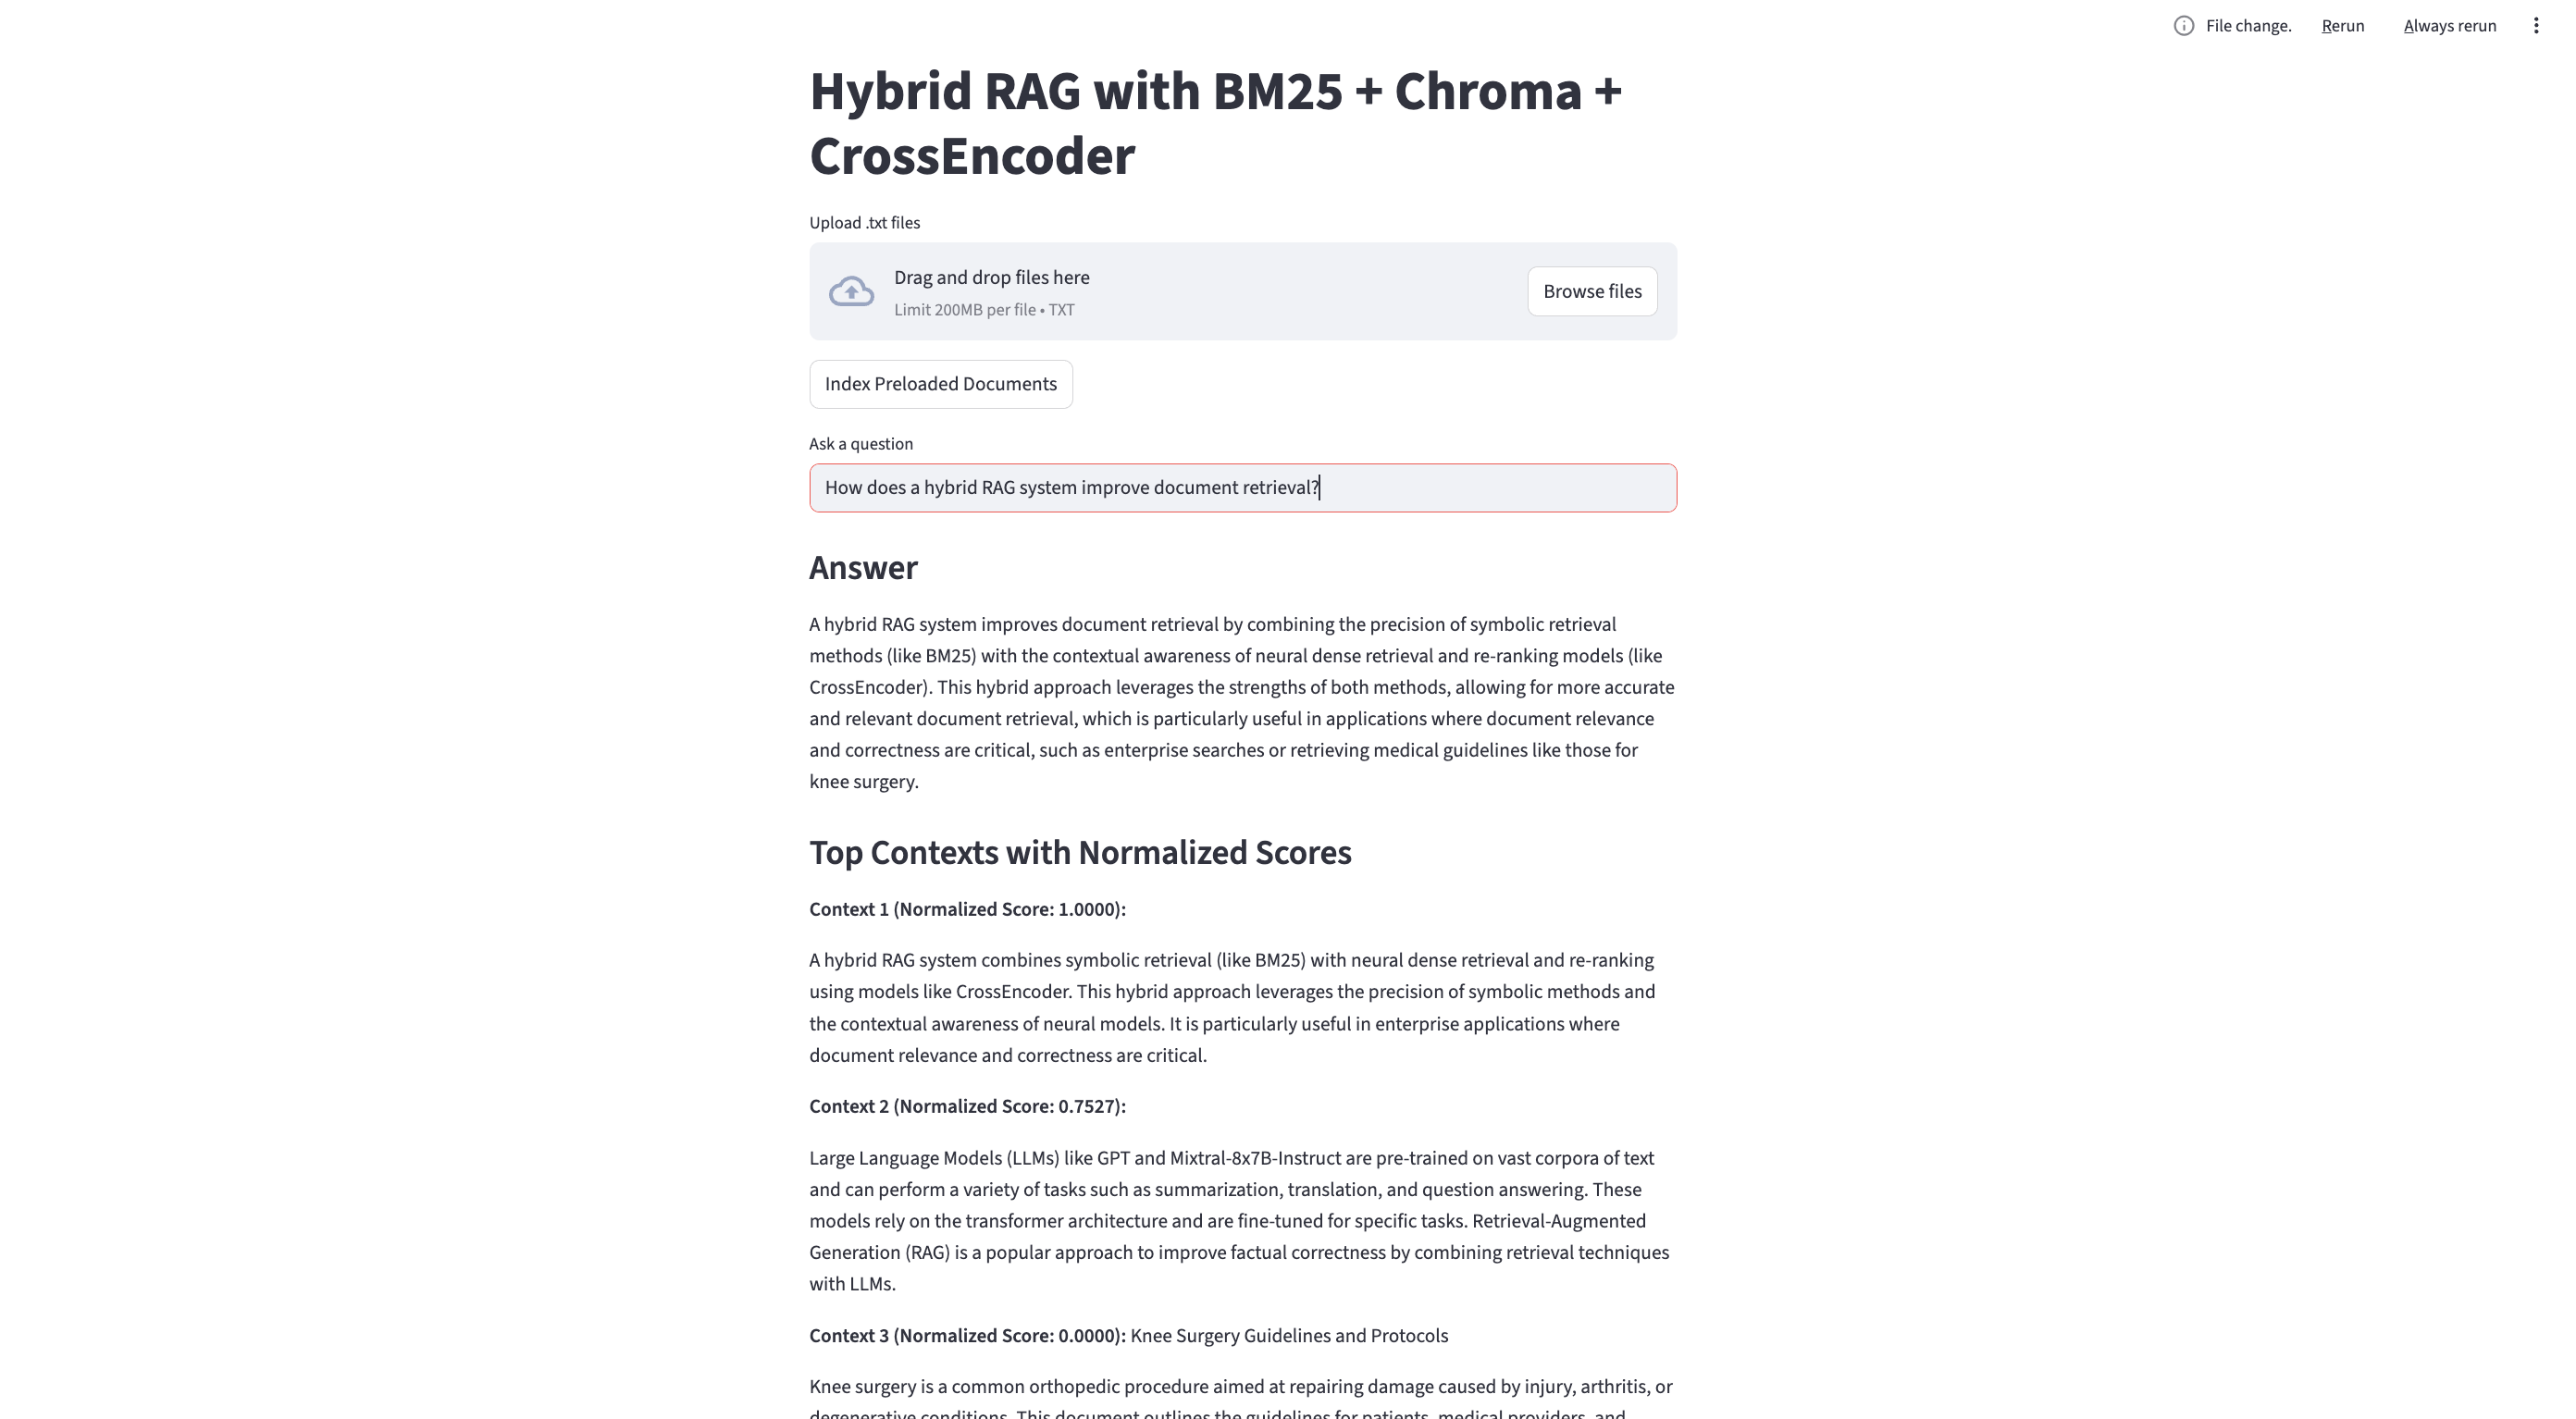 File change. Rerun Always rerun
Hybrid RAG with BM25 + Chroma +
CrossEncoder
Upload .txt files
Drag and drop files here
Limit 200MB per file • TXT
Browse files
Index Preloaded Documents
Ask a question
How does a hybrid RAG system improve document retrieval?
Answer
A hybrid RAG system improves document retrieval by combining the precision of symbolic retrieval
methods (like BM25) with the contextual awareness of neural dense retrieval and re-ranking models (like
CrossEncoder). This hybrid approach leverages the strengths of both methods, allowing for more accurate
and relevant document retrieval, which is particularly useful in applications where document relevance
and correctness are critical, such as enterprise searches or retrieving medical guidelines like those for
knee surgery.
Top Contexts with Normalized Scores
Context 1 (Normalized Score: 1.0000):
A hybrid RAG system combines symbolic retrieval (like BM25) with neural dense retrieval and re-ranking
using models like CrossEncoder. This hybrid approach leverages the precision of symbolic methods and
the contextual awareness of neural models. It is particularly useful in enterprise applications where
document relevance and correctness are critical.
Context 2 (Normalized Score: 0.7527):
Large Language Models (LLMs) like GPT and Mixtral-8x7B-Instruct are pre-trained on vast corpora of text
and can perform a variety of tasks such as summarization, translation, and question answering. These
models rely on the transformer architecture and are fine-tuned for specific tasks. Retrieval-Augmented
Generation (RAG) is a popular approach to improve factual correctness by combining retrieval techniques
with LLMs.
Context 3 (Normalized Score: 0.0000): Knee Surgery Guidelines and Protocols
Knee surgery is a common orthopedic procedure aimed at repairing damage caused by injury, arthritis, or
degenerative conditions. This document outlines the guidelines for patients, medical providers, and